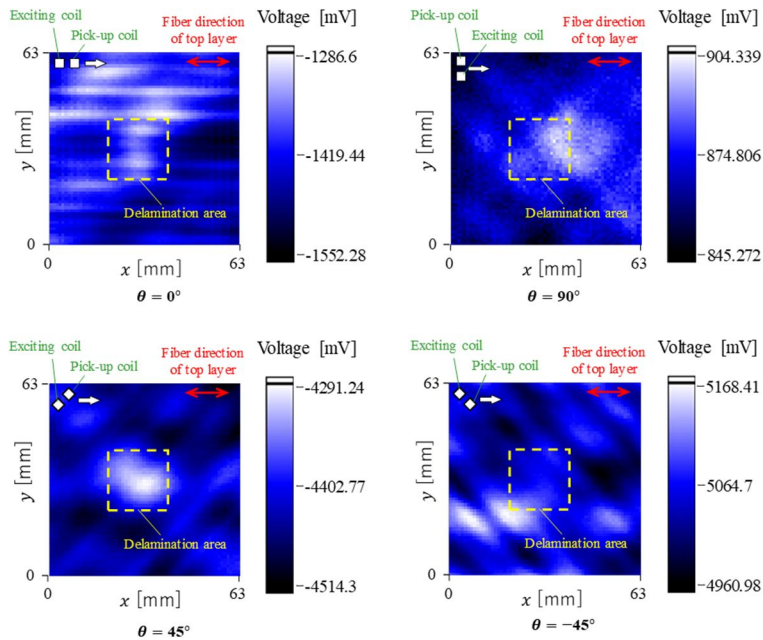 Exciting coil
Pick-up coil
Fiber direction
of top layer
Voltage [mV]
63
y [mm]
0
Delamination area
0
x [mm]
63
-1286.6
-1419.44
-1552.28
θ = 0°
Pick-up coil
Exciting coil
Fiber direction
of top layer
Voltage [mV]
63
y [mm]
0
Delamination area
0
x [mm]
63
904.339
874.806
845.272
θ = 90°
Exciting coil
Pick-up coil
Fiber direction
of top layer
Voltage [mV]
63
y [mm]
0
Delamination area
0
x [mm]
63
-4291.24
-4402.77
-4514.3
θ = 45°
Exciting coil
Pick-up coil
Fiber direction
of top layer
Voltage [mV]
63
y [mm]
0
Delamination area
0
x [mm]
63
5168.41
5064.7
4960.98
θ = −45°